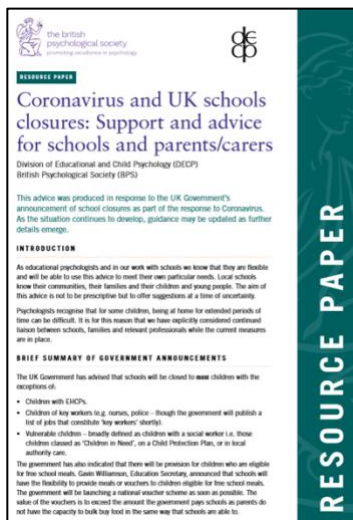 the british
psychological society
promoting excellence in psychology
decp
RESOURCE PAPER
Coronavirus and UK schools
closures: Support and advice
for schools and parents/carers
Division of Educational and Child Psychology (DECP)
British Psychological Society (BPS)
This advice was produced in response to the UK Government's
announcement of school closures as part of the response to Coronavirus.
As the situation continues to develop, guidance may be updated as further
details emerge.
INTRODUCTION
As educational psychologists and in our work with schools we know that they are flexible
and will be able to use this advice to meet their own particular needs. Local schools
know their communities, their families and their children and young people. The aim of
this advice is not to be prescriptive but to offer suggestions at a time of uncertainty.
Psychologists recognise that for some children, being at home for extended periods of
time can be difficult. It is for this reason that we have explicitly considered continued
liaison between schools, families and relevant professionals while the current measures
are in place.
BRIEF SUMMARY OF GOVERNMENT ANNOUNCEMENTS
The UK Government has advised that schools will be closed to most children with the
exceptions of:
• Children with EHCPs.
• Children of key workers (e.g. nurses, police – though the government will publish a
list of jobs that constitute 'key workers' shortly).
• Vulnerable children – broadly defined as children with a social worker i.e. those
children classed as 'Children in Need', on a Child Protection Plan, or in local
authority care.
The government has also indicated that there will be provision for children who are eligible
for free school meals. Gavin Williamson, Education Secretary, announced that schools will
have the flexibility to provide meals or vouchers to children eligible for free school meals.
The government will be launching a national voucher scheme as soon as possible. The
value of the vouchers is to exceed the amount the government pays schools as parents do
not have the capacity to bulk buy food in the same way that schools are able to.
RESOURCE PAPER